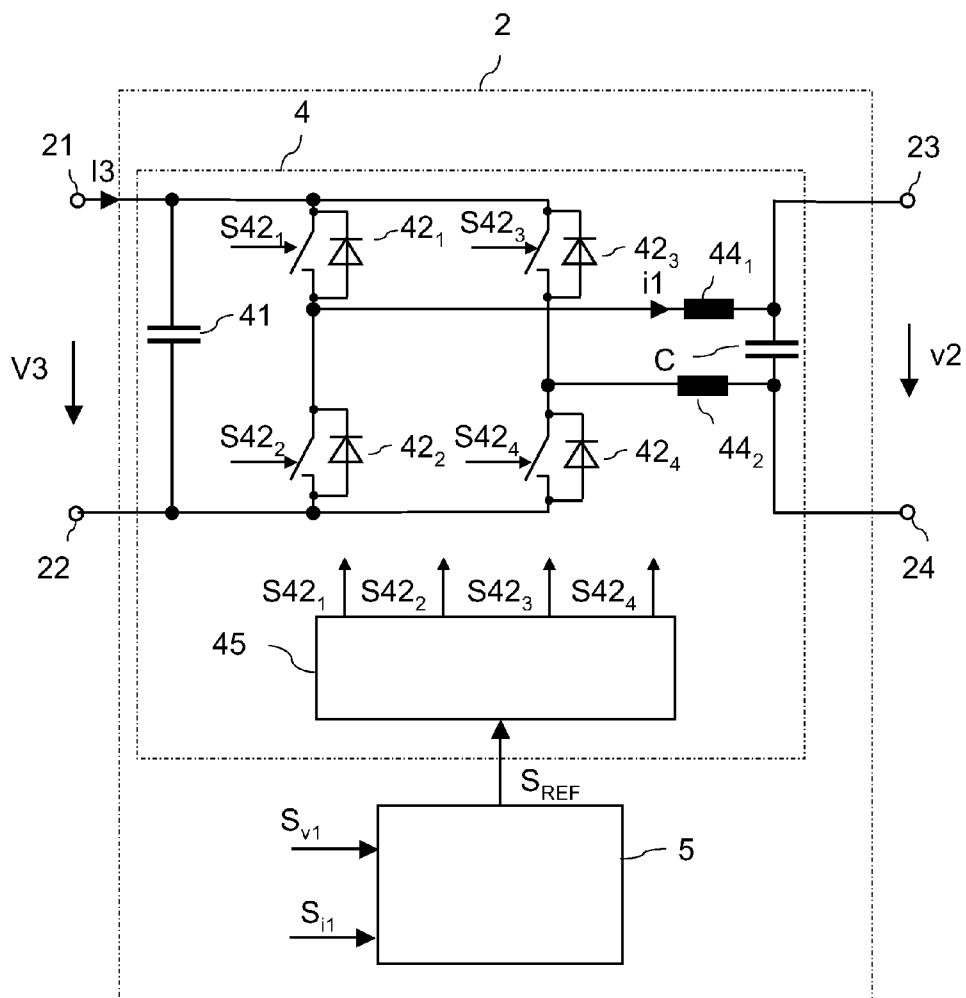 2
4
21
I3
23
S42₁
42₁
S42₃
42₃
44₁
i1
41
C
V3
v2
S42₂
42₂
S42₄
42₄
44₂
22
24
S42₁ S42₂ S42₃ S42₄
45
S_REF
S_v1
5
S_i1